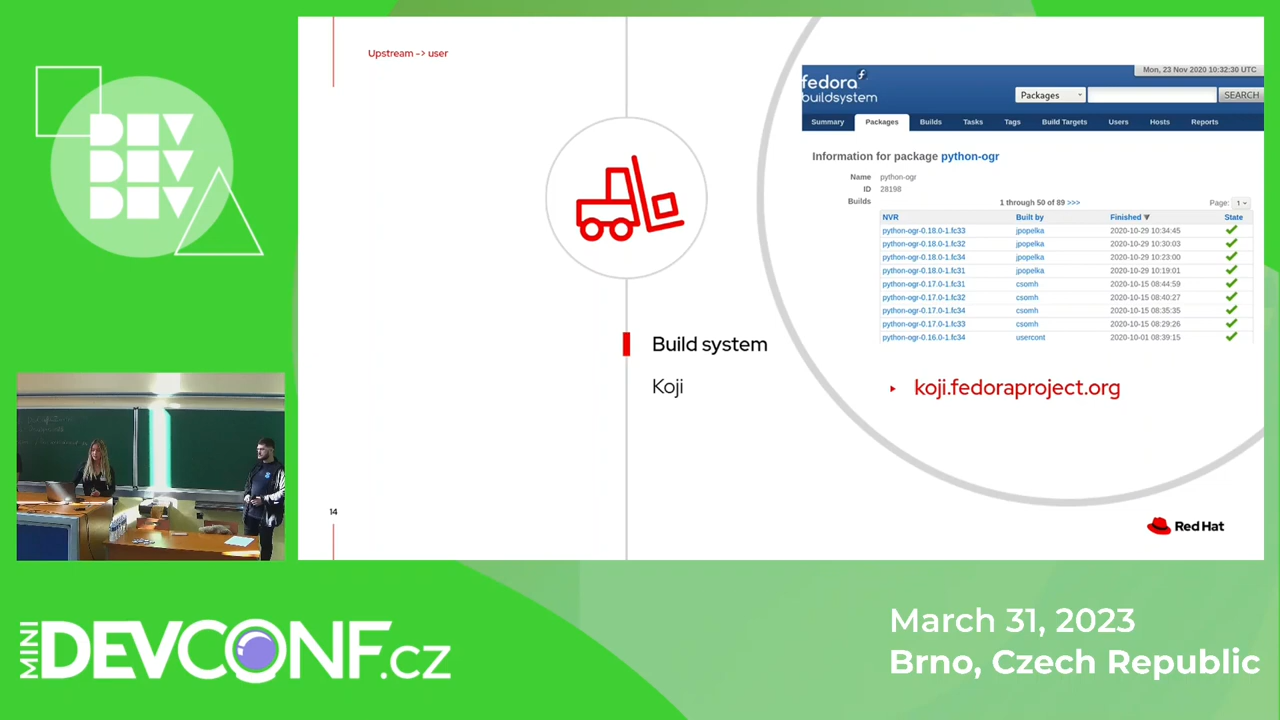 DEV
DEV
DEV
Upstream -> user
Build system
Koji
14
Mon, 23 Nov 2020 10:32:30 UTC
fedora
buildsystem
Packages
SEARCH
Summary Packages Builds Tasks Tags Build Targets Users Hosts Reports
Information for package python-ogr
Name python-ogr
ID 28198
Builds 1 through 50 of 89 >>> Page: 1
NVR Built by Finished State
python-ogr-0.18.0-1.fc33 jpopelka 2020-10-29 10:34:45
python-ogr-0.18.0-1.fc32 jpopelka 2020-10-29 10:30:03
python-ogr-0.18.0-1.fc34 jpopelka 2020-10-29 10:23:00
python-ogr-0.18.0-1.fc31 jpopelka 2020-10-29 10:19:01
python-ogr-0.17.0-1.fc31 csomh 2020-10-15 08:44:59
python-ogr-0.17.0-1.fc32 csomh 2020-10-15 08:40:27
python-ogr-0.17.0-1.fc34 csomh 2020-10-15 08:35:35
python-ogr-0.17.0-1.fc33 csomh 2020-10-15 08:29:26
python-ogr-0.16.0-1.fc34 usercont 2020-10-01 08:39:15
koji.fedoraproject.org
Red Hat
MINI DEVCONF.cz
March 31, 2023
Brno, Czech Republic